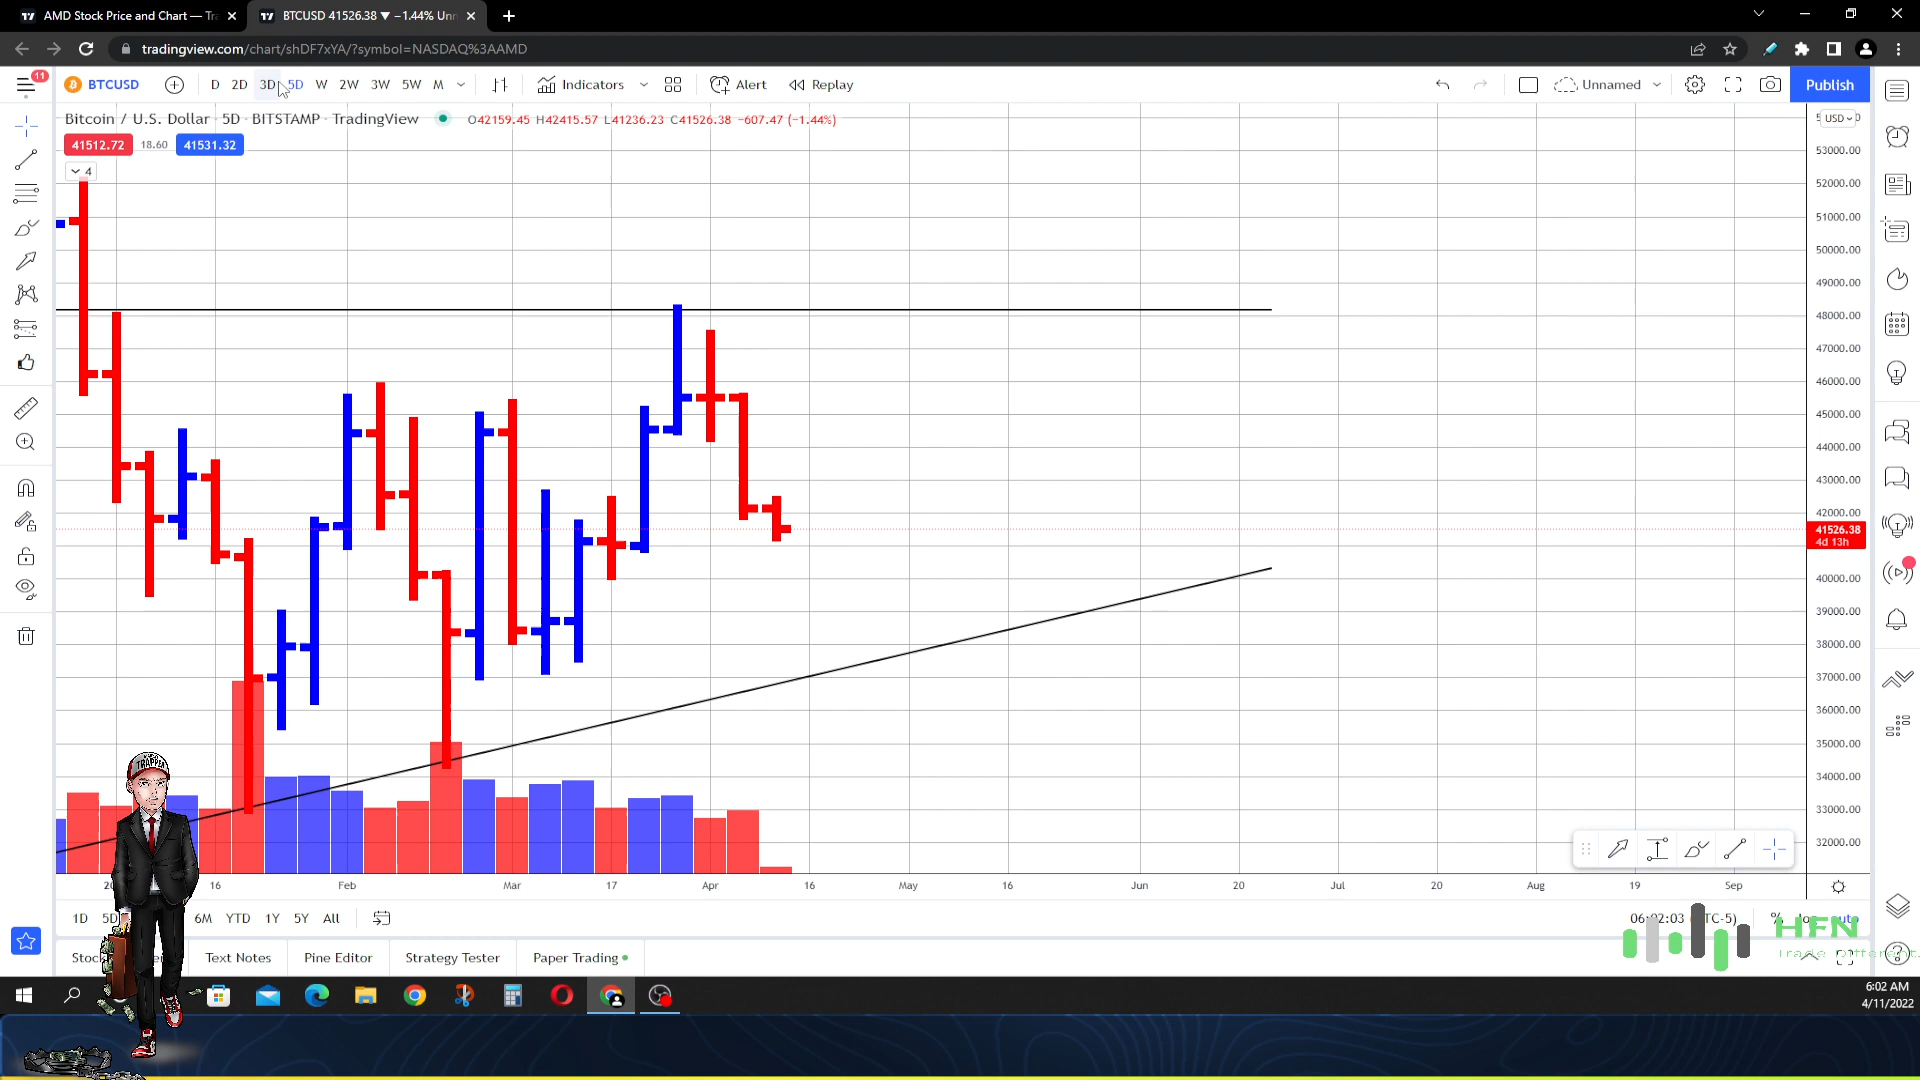 AMD Stock Price and Chart — Tra
BTCUSD 41526.38 ▼ −1.44% Unn
tradingview.com/chart/shDF7xYA/?symbol=NASDAQ%3AAMD
11
BTCUSD D 2D 3D 5D W 2W 3W 5W M Indicators Alert Replay Unnamed Publish
Bitcoin / U.S. Dollar · 5D · BITSTAMP · TradingView O42159.45 H42415.57 L41236.23 C41526.38 −607.47 (−1.44%)
USD
41512.72 18.60 41531.32
4
53000.00
52000.00
51000.00
50000.00
49000.00
48000.00
47000.00
46000.00
45000.00
44000.00
43000.00
42000.00
41526.38
4d 13h
40000.00
39000.00
38000.00
37000.00
36000.00
35000.00
34000.00
33000.00
32000.00
TRAPPER
16 Feb Mar 17 Apr 16 May 16 Jun 20 Jul 20 Aug 19 Sep
1D 5D 6M YTD 1Y 5Y All
%
HFN
Trade Different.
Text Notes Pine Editor Strategy Tester Paper Trading
6:02 AM
4/11/2022